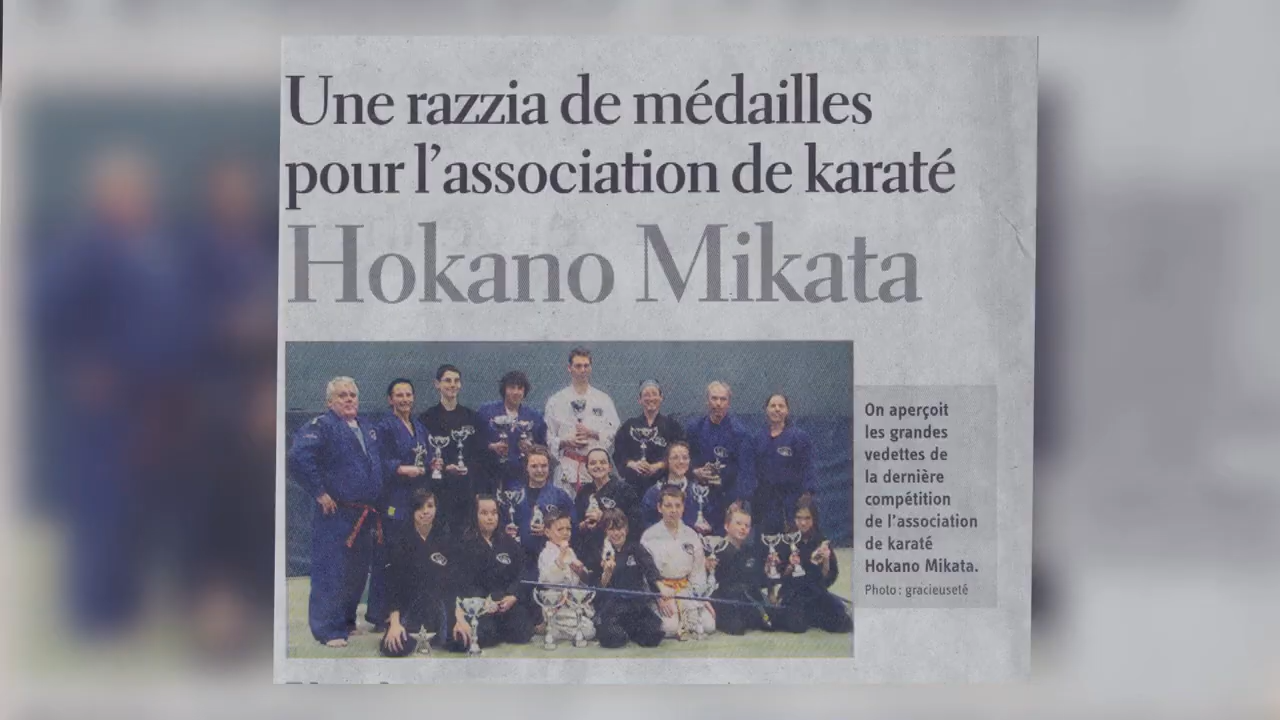 Une razzia de médailles
pour l'association de karaté
Hokano Mikata
On aperçoit
les grandes
vedettes de
la dernière
compétition
de l'association
de karaté
Hokano Mikata.
Photo : gracieuseté